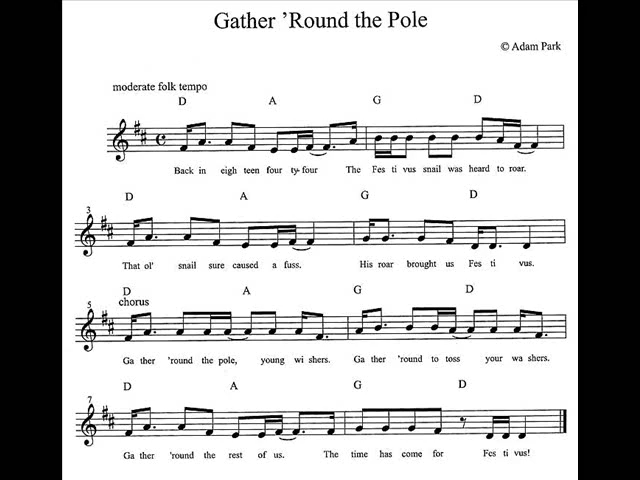 Gather ’Round the Pole
© Adam Park
moderate folk tempo
D A G D
Back in eigh teen four ty-four The Fes ti vus snail was heard to roar.
D A G D
3
That ol' snail sure caused a fuss. His roar brought us Fes ti vus.
D A G D
5
chorus
Ga ther 'round the pole, young wi shers. Ga ther 'round to toss your wa shers.
D A G D
7
Ga ther 'round the rest of us. The time has come for Fes ti vus!